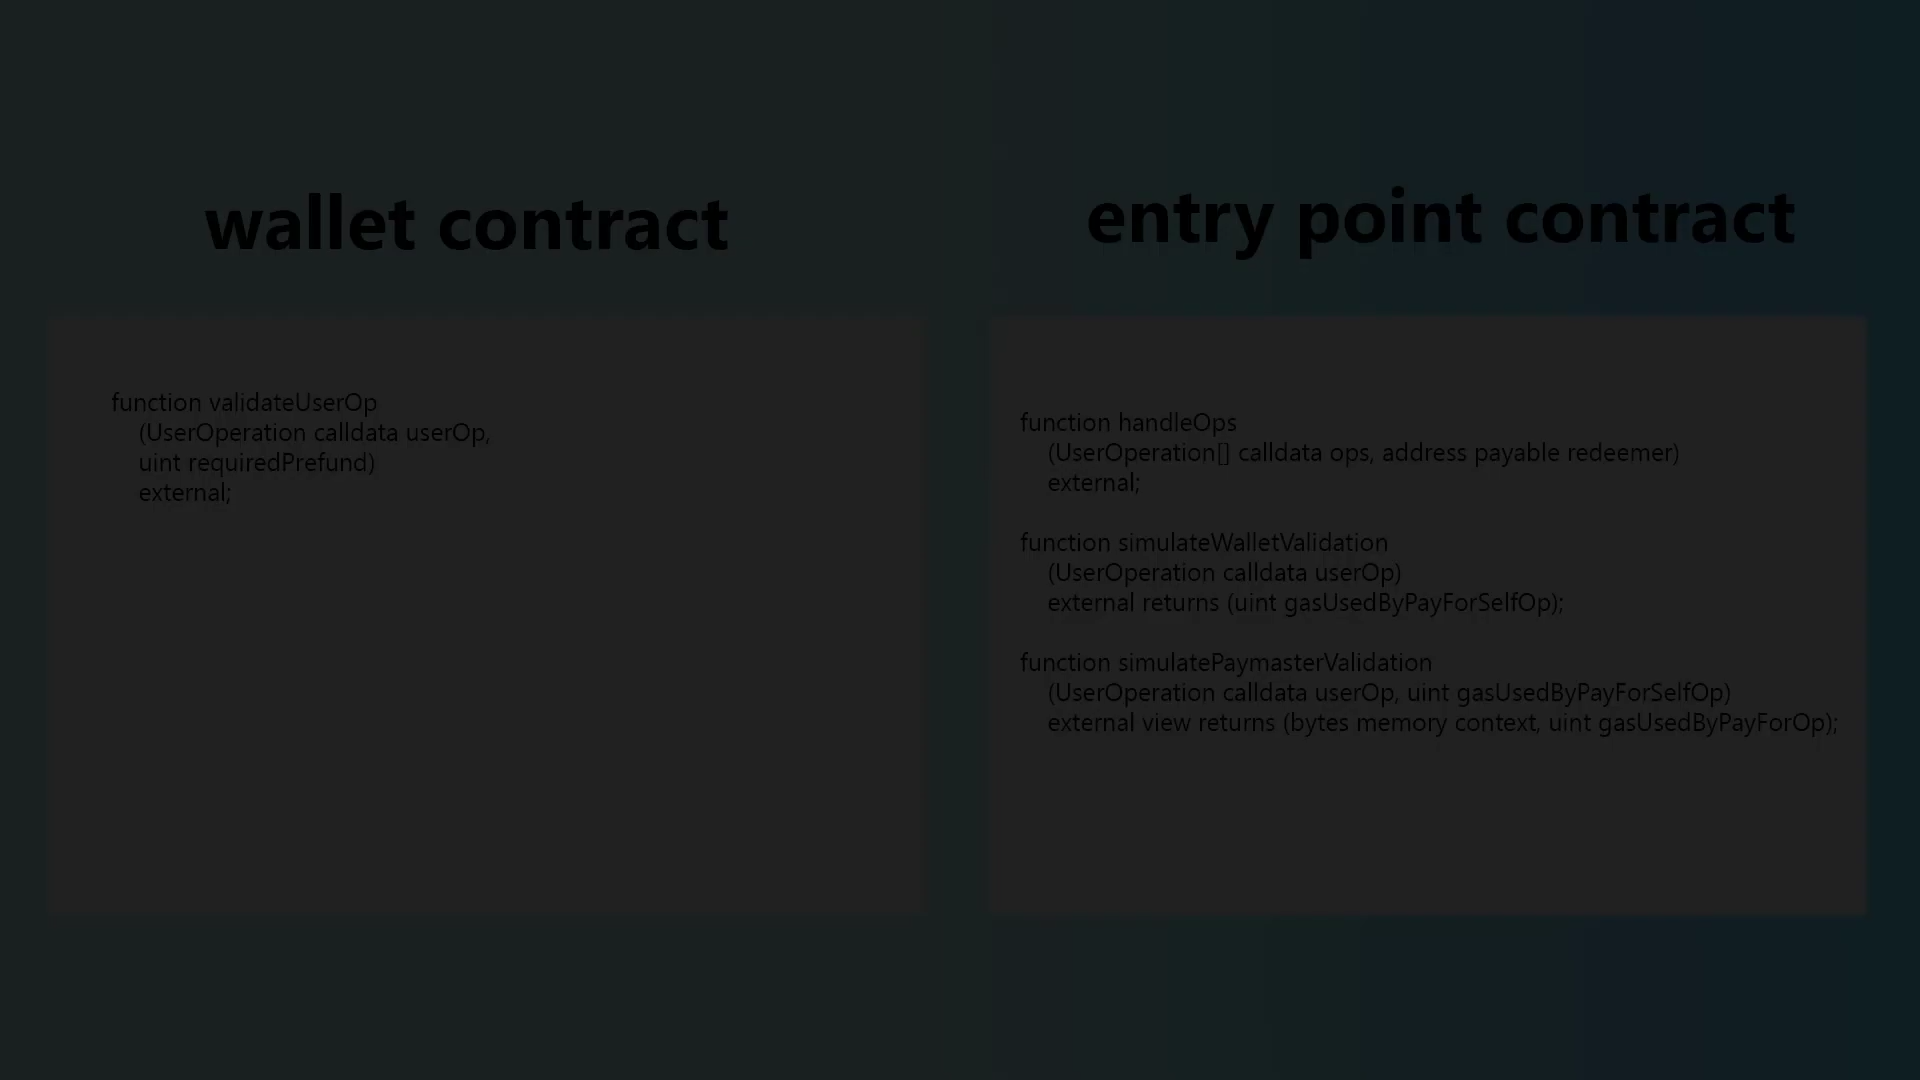 wallet contract
function validateUserOp
(UserOperation calldata userOp,
uint requiredPrefund)
external;
entry point contract
function handleOps
(UserOperation[] calldata ops, address payable redeemer)
external;
function simulateWalletValidation
(UserOperation calldata userOp)
external returns (uint gasUsedByPayForSelfOp);
function simulatePaymasterValidation
(UserOperation calldata userOp, uint gasUsedByPayForSelfOp)
external view returns (bytes memory context, uint gasUsedByPayForOp);